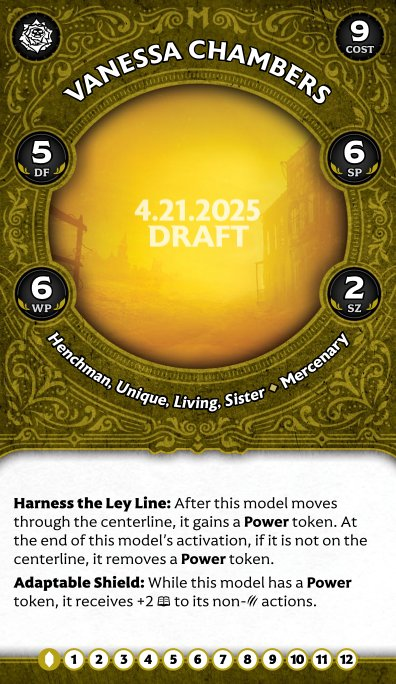 M
9
COST
VANESSA CHAMBERS
5
DF
6
SP
4.21.2025
DRAFT
6
WP
2
SZ
Henchman, Unique, Living, Sister ⬥ Mercenary
Harness the Ley Line: After this model moves
through the centerline, it gains a Power token. At
the end of this model's activation, if it is not on the
centerline, it removes a Power token.
Adaptable Shield: While this model has a Power
token, it receives +2 to its non- actions.
1 2 3 4 5 6 7 8 9 10 11 12